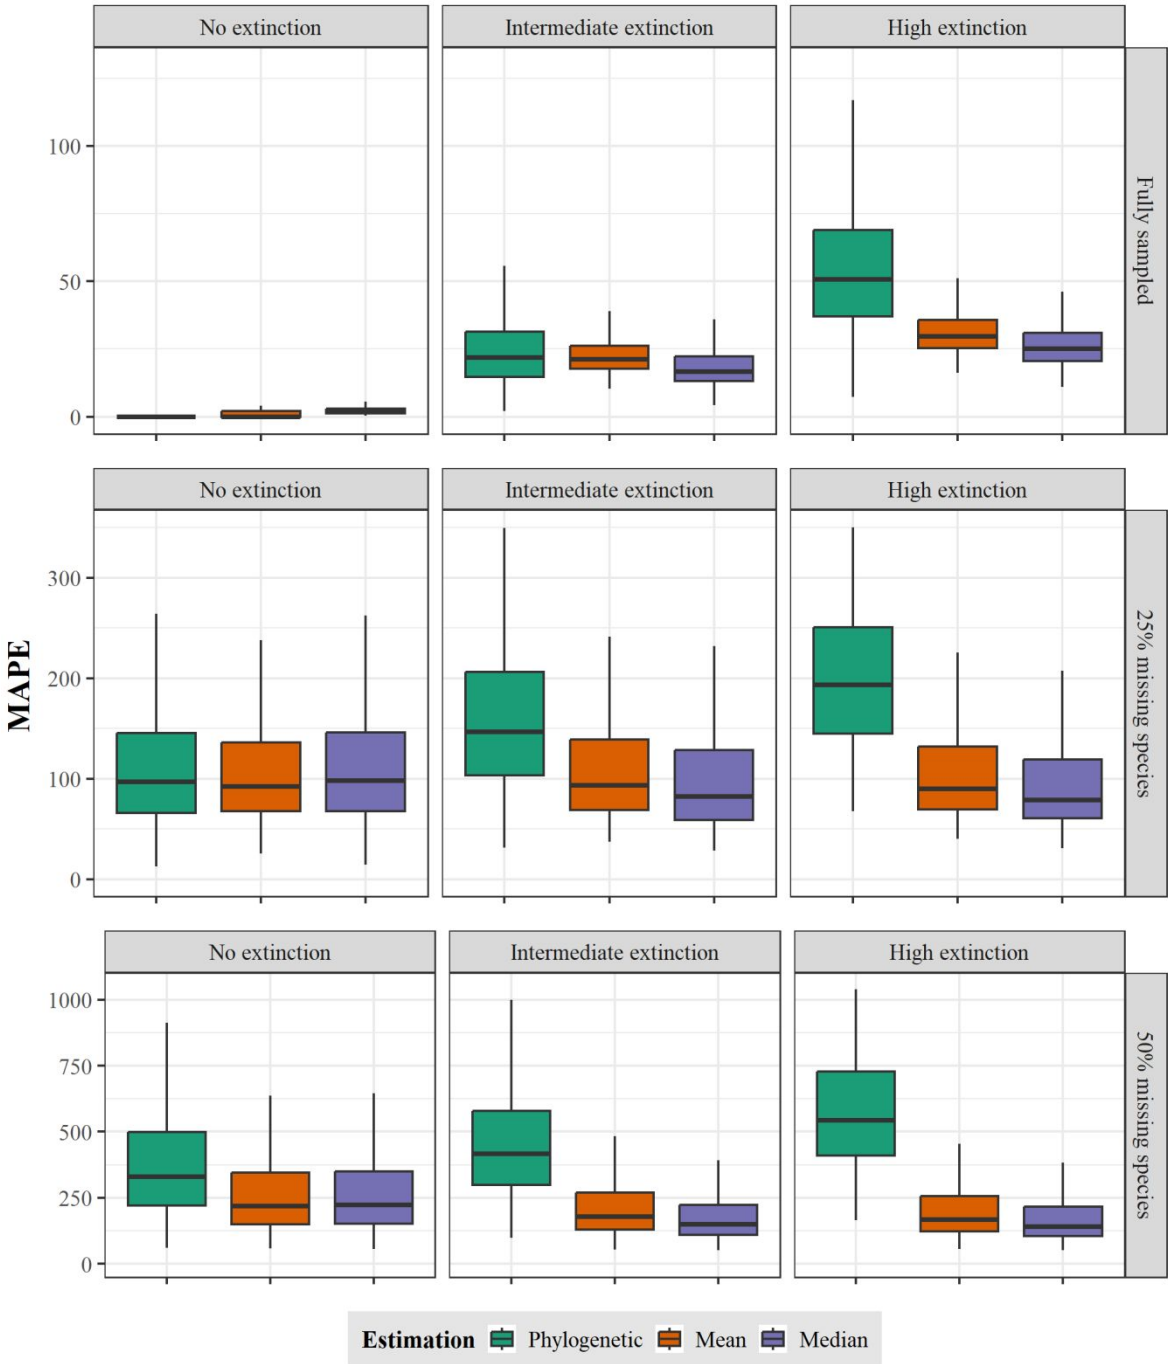 No extinction Intermediate extinction High extinction
100
50
0
Fully sampled
No extinction Intermediate extinction High extinction
300
200
100
0
25% missing species
MAPE
No extinction Intermediate extinction High extinction
1000
750
500
250
0
50% missing species
Estimation Phylogenetic Mean Median